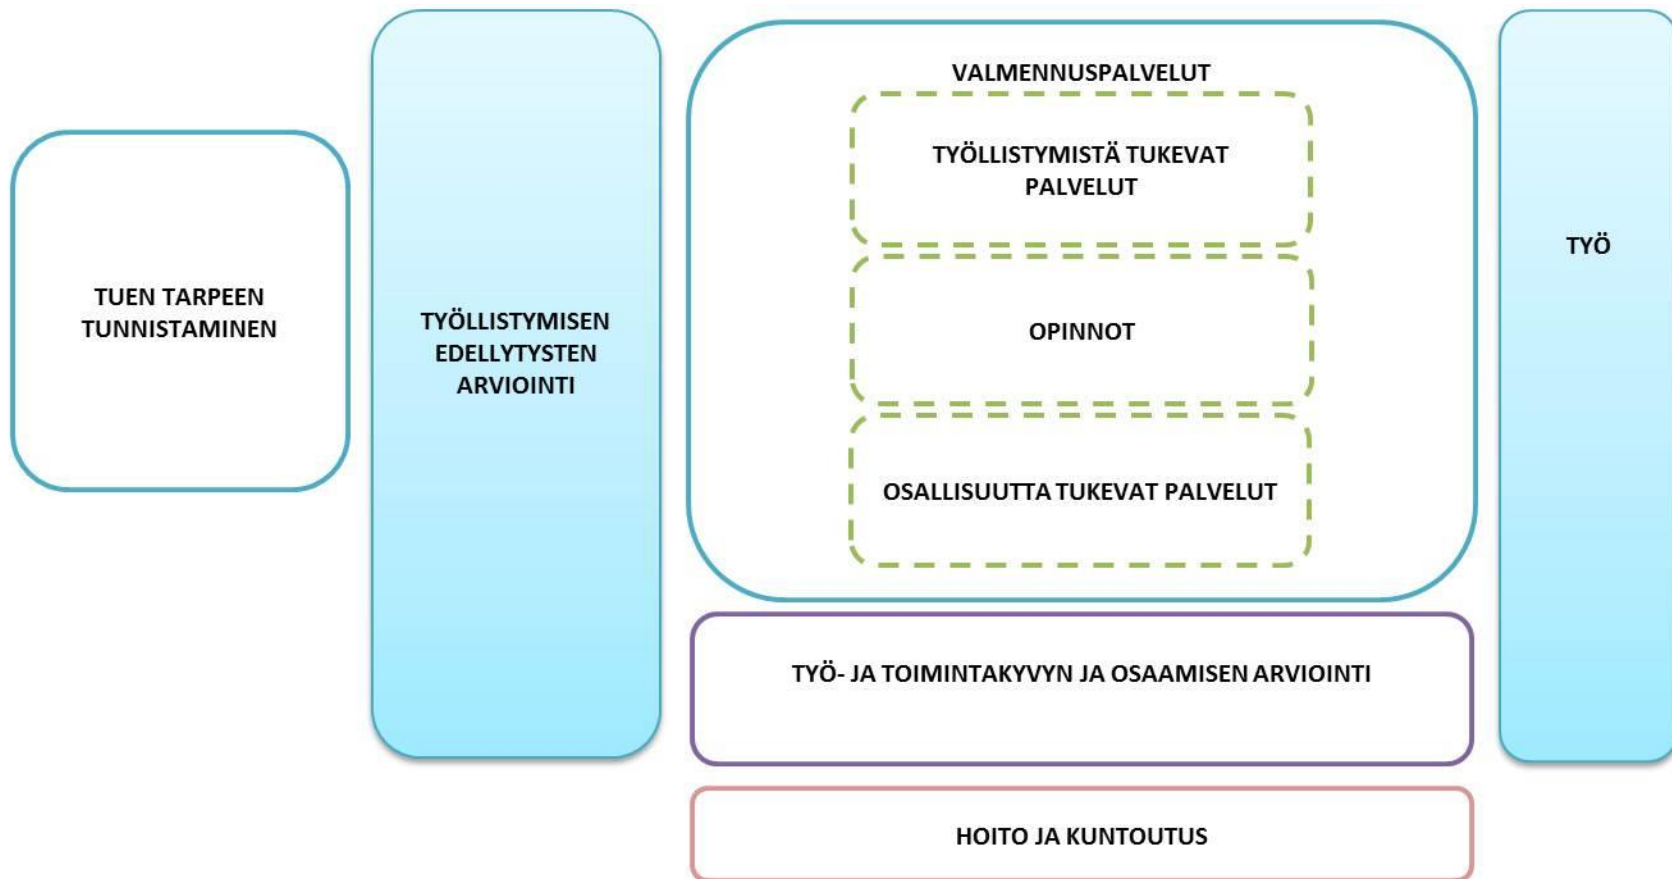 TUEN TARPEEN
TUNNISTAMINEN
TYÖLLISTYMISEN
EDELLYTYSTEN
ARVIOINTI
VALMENNUSPALVELUT
TYÖLLISTYMISTÄ TUKEVAT
PALVELUT
OPINNOT
OSALLISUUTTA TUKEVAT PALVELUT
TYÖ- JA TOIMINTAKYVYN JA OSAAMISEN ARVIOINTI
HOITO JA KUNTOUTUS
TYÖ